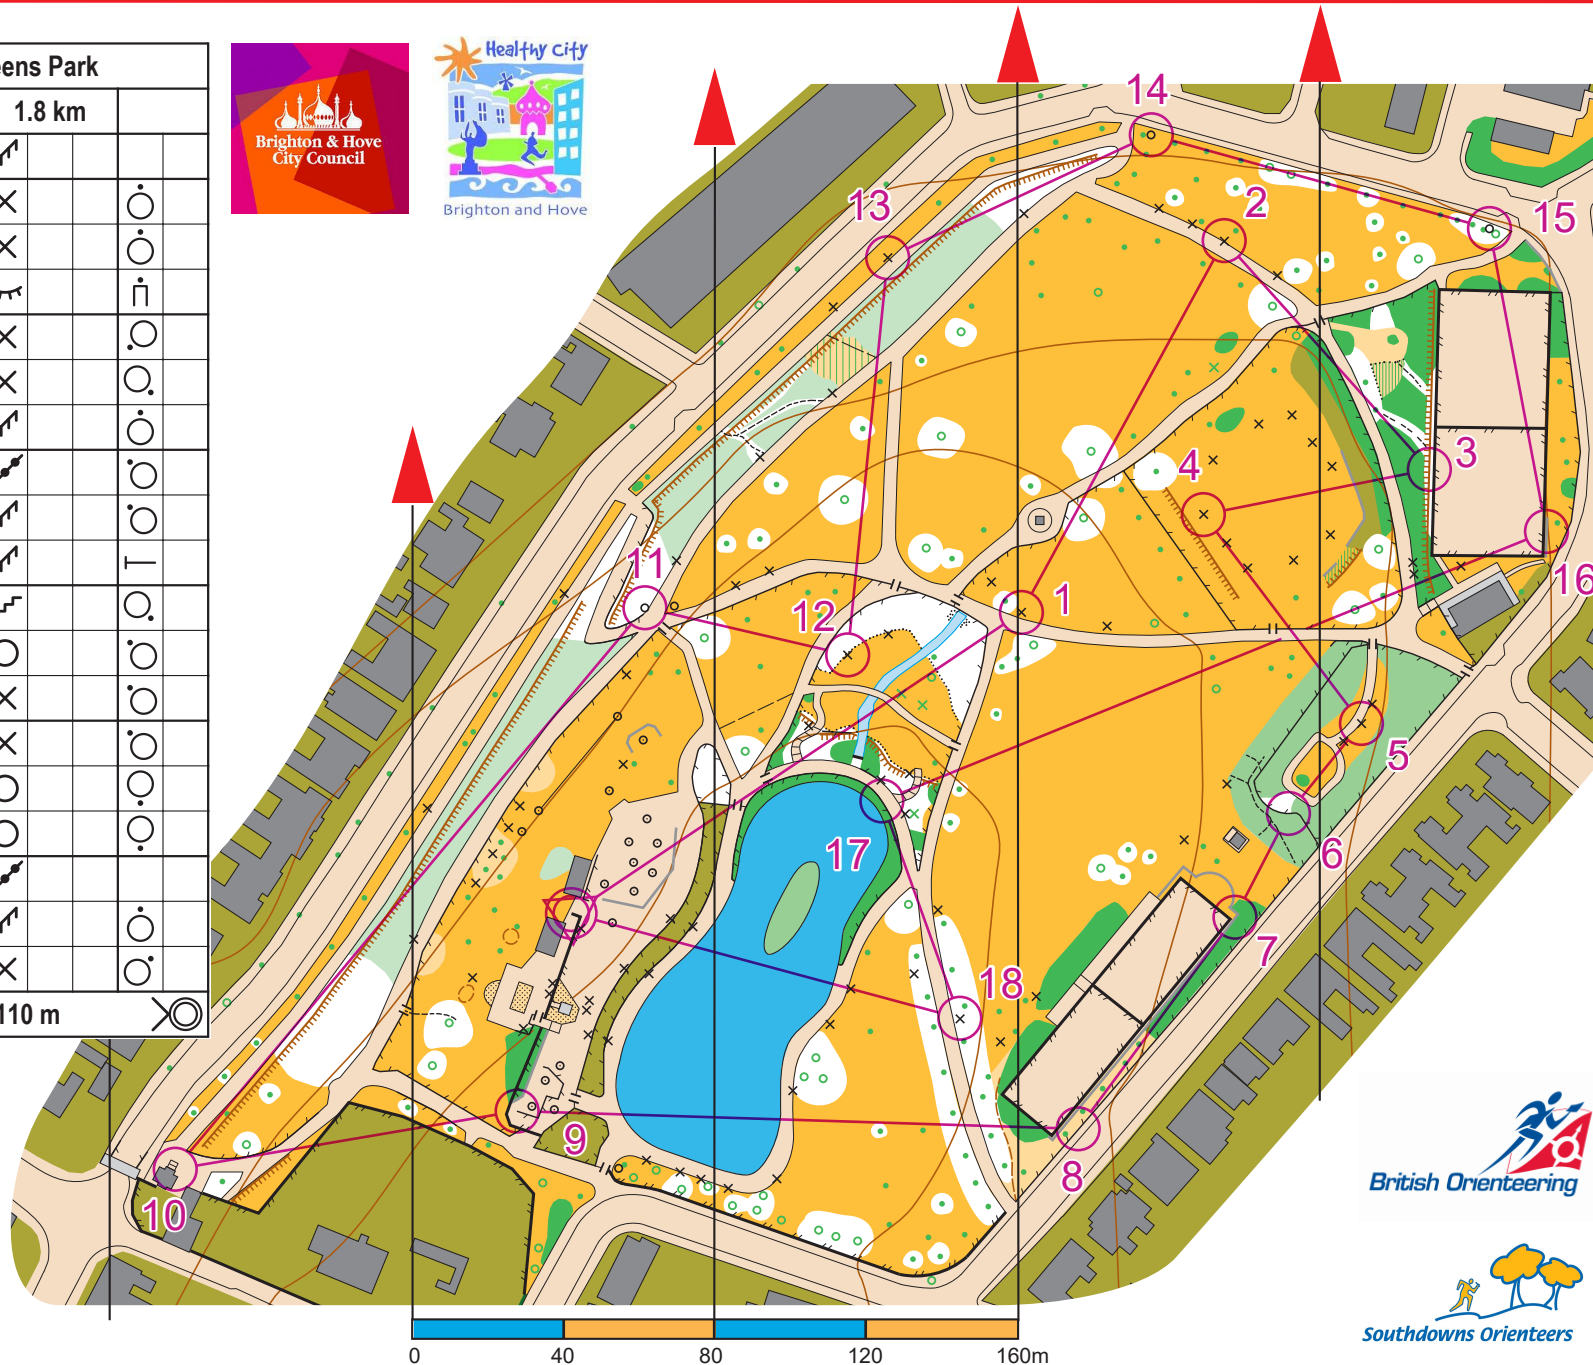 ens Park
1.8 km
110 m
Brighton & Hove
City Council
Healthy City
Brighton and Hove
14
2
13
15
3
4
11
1
12
16
5
17
6
7
18
9
8
10
British Orienteering
Southdowns Orienteers
0 40 80 120 160m